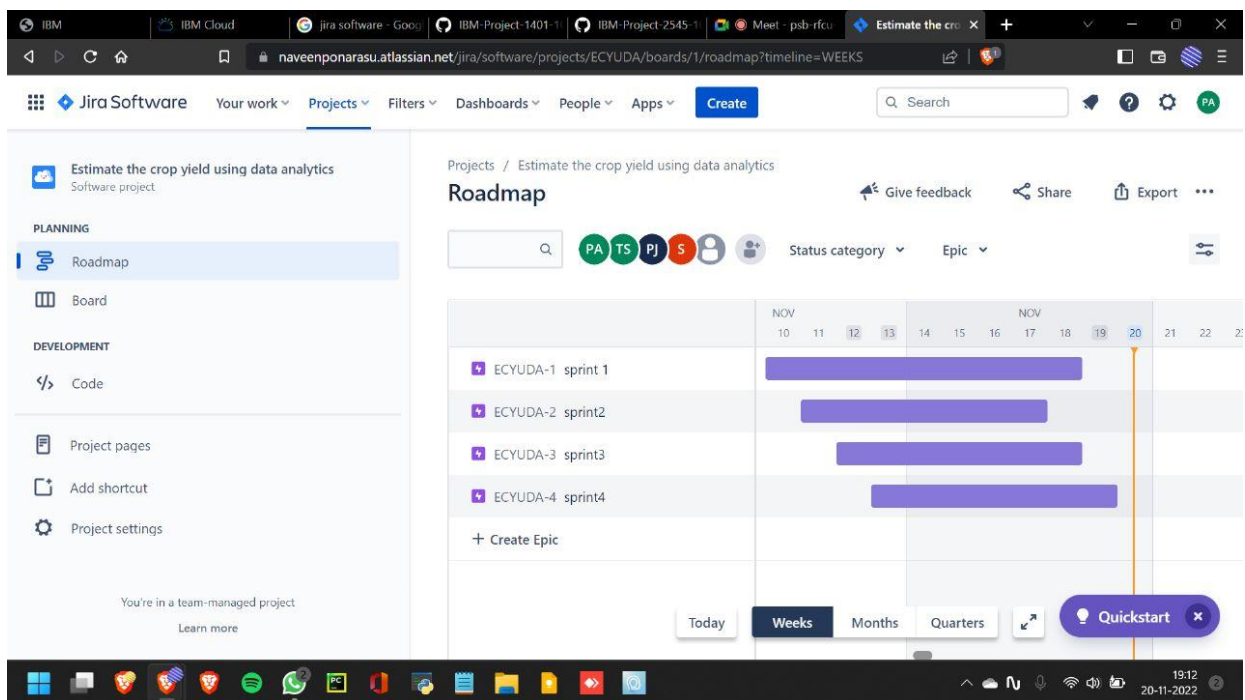 IBM
IBM Cloud
jira software - Goog
IBM-Project-1401-1
IBM-Project-2545-1
Meet - psb-rfcu
Estimate the cro
naveenponarasu.atlassian.net/jira/software/projects/ECYUDA/boards/1/roadmap?timeline=WEEKS
Jira Software
Your work
Projects
Filters
Dashboards
People
Apps
Create
Search
PA
Estimate the crop yield using data analytics
Software project
PLANNING
Roadmap
Board
DEVELOPMENT
Code
Project pages
Add shortcut
Project settings
You're in a team-managed project
Learn more
Projects / Estimate the crop yield using data analytics
Roadmap
Give feedback
Share
Export
PA TS PJ S
Status category
Epic
NOV NOV
10 11 12 13 14 15 16 17 18 19 20 21 22
ECYUDA-1 sprint 1
ECYUDA-2 sprint2
ECYUDA-3 sprint3
ECYUDA-4 sprint4
+ Create Epic
Today
Weeks
Months
Quarters
Quickstart
19:12
20-11-2022